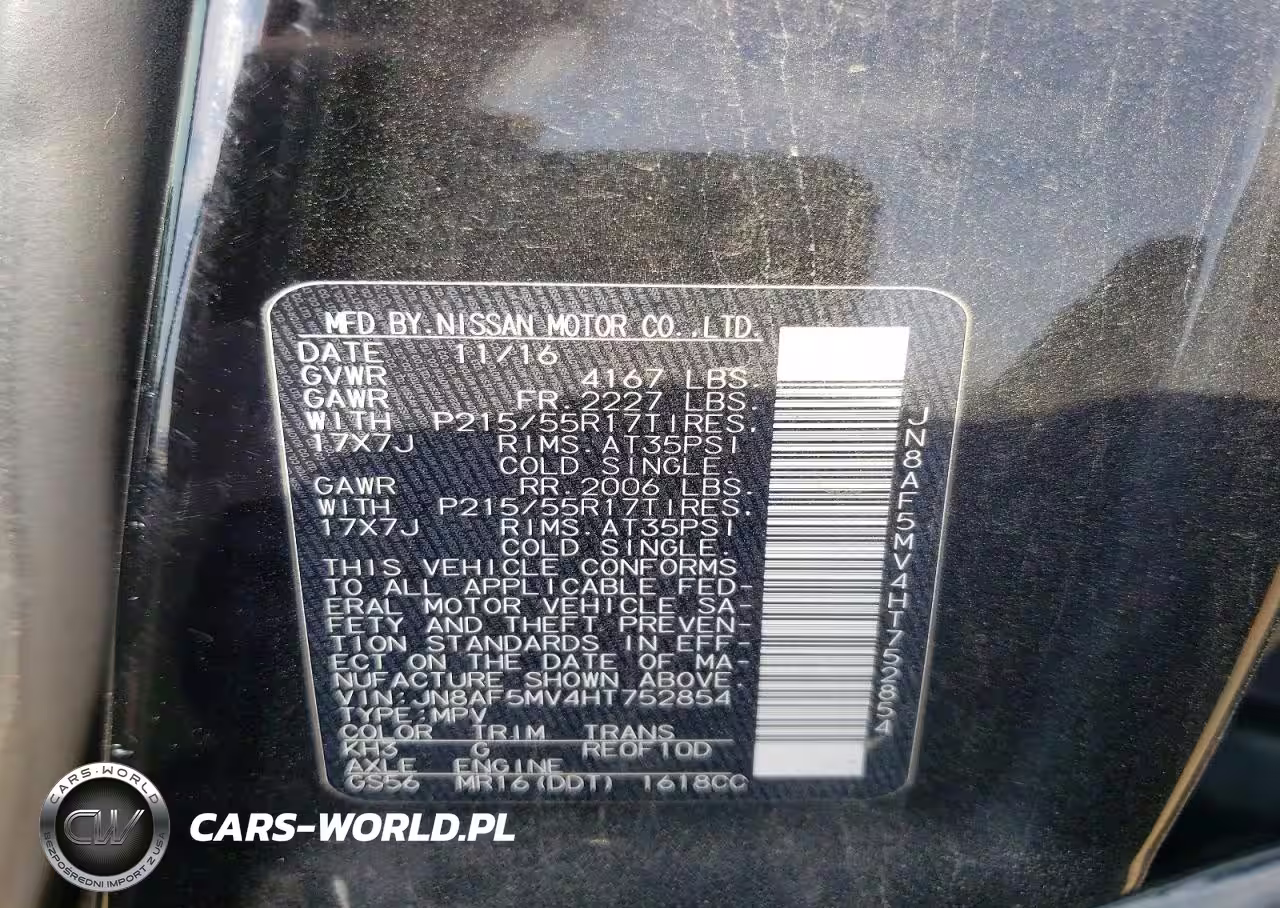 MFD BY.NISSAN MOTOR CO.,LTD.
DATE 11/16
GVWR 4167 LBS.
GAWR FR.2227 LBS.
WITH P215/55R17TIRES.
17X7J RIMS.AT35PSI
COLD SINGLE.
GAWR RR.2006 LBS.
WITH P215/55R17TIRES.
17X7J RIMS.AT35PSI
COLD SINGLE.
THIS VEHICLE CONFORMS
TO ALL APPLICABLE FED-
ERAL MOTOR VEHICLE SA-
FETY AND THEFT PREVEN-
TION STANDARDS IN EFF-
ECT ON THE DATE OF MA-
NUFACTURE SHOWN ABOVE
VIN:JN8AF5MV4HT752854
TYPE:MPV
COLOR TRIM TRANS
KH3 G RE0F10D
AXLE ENGINE
GS56 MR16(DDT) 1618CC
JN8AF5MV4HT752854
CARS-WORLD
CW
BEZPOŚREDNI IMPORT Z USA
CARS-WORLD.PL